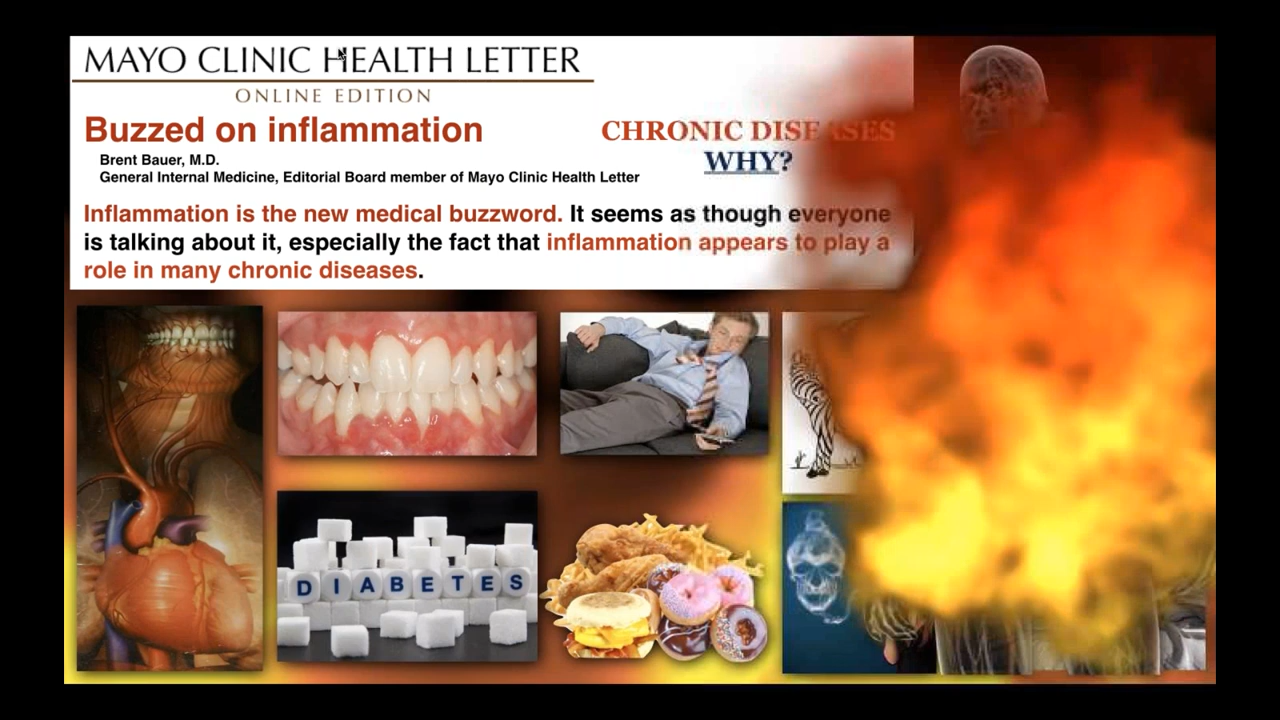 MAYO CLINIC HEALTH LETTER
ONLINE EDITION
Buzzed on inflammation
Brent Bauer, M.D.
General Internal Medicine, Editorial Board member of Mayo Clinic Health Letter
CHRONIC DISEASES
WHY?
Inflammation is the new medical buzzword. It seems as though everyone
is talking about it, especially the fact that inflammation appears to play a
role in many chronic diseases.
DIABETES